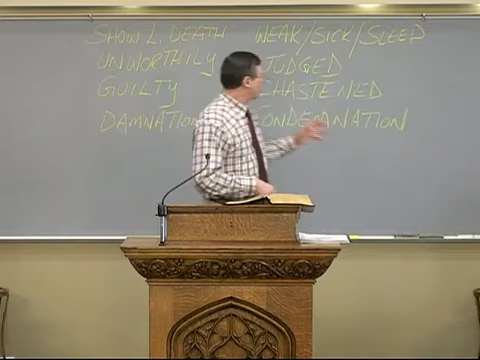 SHOW L. DEATH WEAK/SICK/SLEEP
UNWORTHILY JUDGED
GUILTY CHASTENED
DAMNATION CONDEMNATION